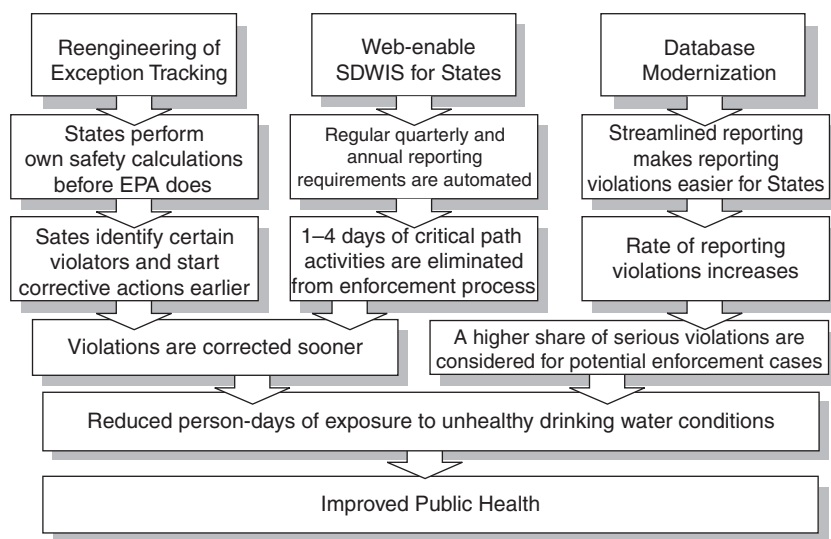 Reengineering of
Exception Tracking
Web-enable
SDWIS for States
Database
Modernization
States perform
own safety calculations
before EPA does
Regular quarterly and
annual reporting
requirements are automated
Streamlined reporting
makes reporting
violations easier for States
Sates identify certain
violators and start
corrective actions earlier
1–4 days of critical path
activities are eliminated
from enforcement process
Rate of reporting
violations increases
Violations are corrected sooner
A higher share of serious violations are
considered for potential enforcement cases
Reduced person-days of exposure to unhealthy drinking water conditions
Improved Public Health